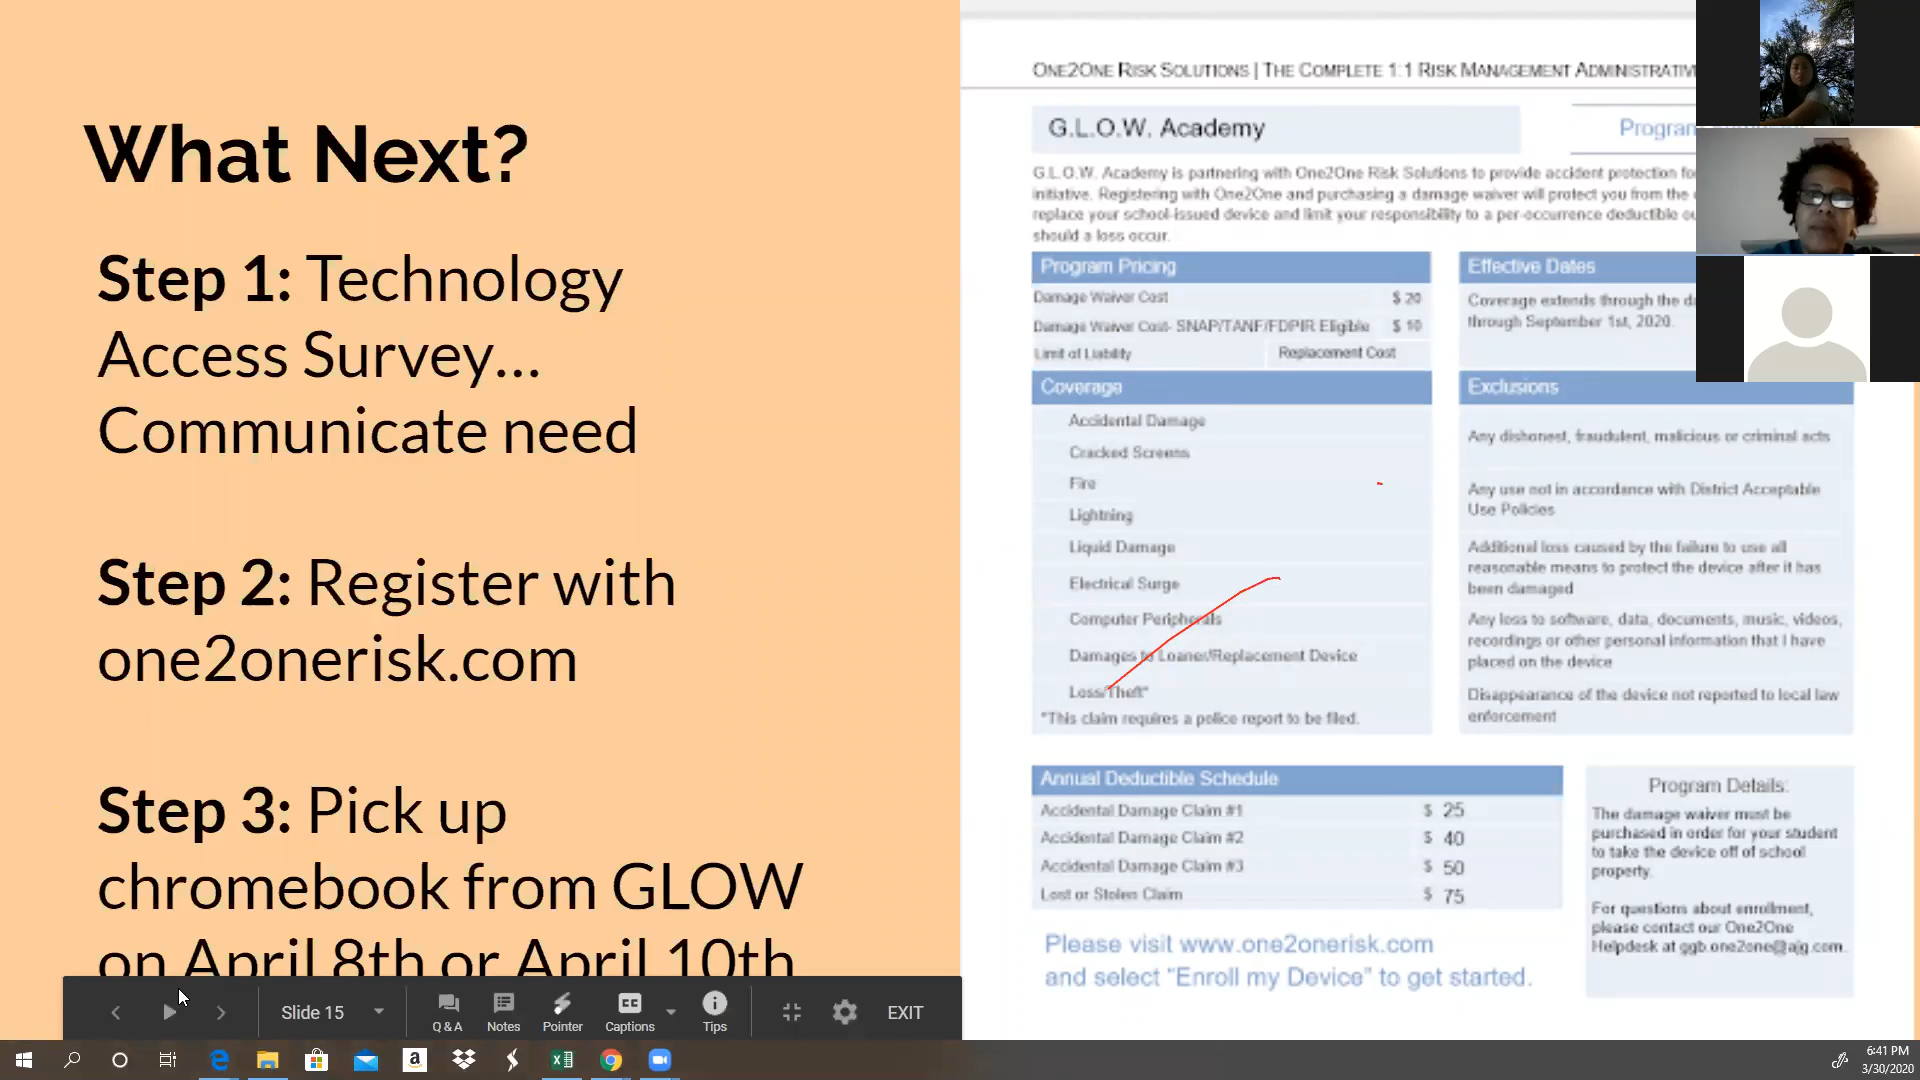 What Next?
Step 1: Technology
Access Survey...
Communicate need
Step 2: Register with
one2onerisk.com
Step 3: Pick up
chromebook from GLOW
on April 8th or April 10th
ONE2ONE RISK SOLUTIONS | THE COMPLETE 1:1 RISK MANAGEMENT ADMINISTRATIV
G.L.O.W. Academy
Program
G.L.O.W. Academy is partnering with One2One Risk Solutions to provide accident protection fo
initiative. Registering with One2One and purchasing a damage waiver will protect you from the
replace your school-issued device and limit your responsibility to a per-occurrence deductible
should a loss occur.
Program Pricing
Damage Waiver Cost $ 20
Damage Waiver Cost- SNAP/TANF/FDPIR Eligible $ 10
Limit of Liability Replacement Cost
Effective Dates
Coverage extends through the
through September 1st, 2020.
Coverage
Accidental Damage
Cracked Screens
Fire
Lightning
Liquid Damage
Electrical Surge
Computer Peripherals
Damages to Loaner/Replacement Device
Loss/Theft*
*This claim requires a police report to be filed.
Exclusions
Any dishonest, fraudulent, malicious or criminal acts
Any use not in accordance with District Acceptable
Use Policies
Additional loss caused by the failure to use all
reasonable means to protect the device after it has
been damaged
Any loss to software, data, documents, music, videos,
recordings or other personal information that I have
placed on the device
Disappearance of the device not reported to local law
enforcement
Annual Deductible Schedule
Accidental Damage Claim #1 $ 25
Accidental Damage Claim #2 $ 40
Accidental Damage Claim #3 $ 50
Lost or Stolen Claim $ 75
Program Details:
The damage waiver must be
purchased in order for your student
to take the device off of school
property.
For questions about enrollment,
please contact our One2One
Helpdesk at ggb.one2one@ajg.com.
Please visit www.one2onerisk.com
and select "Enroll my Device" to get started.
Slide 15
Q & A
Notes
Pointer
CC
Captions
Tips
EXIT
6:41 PM
3/30/2020